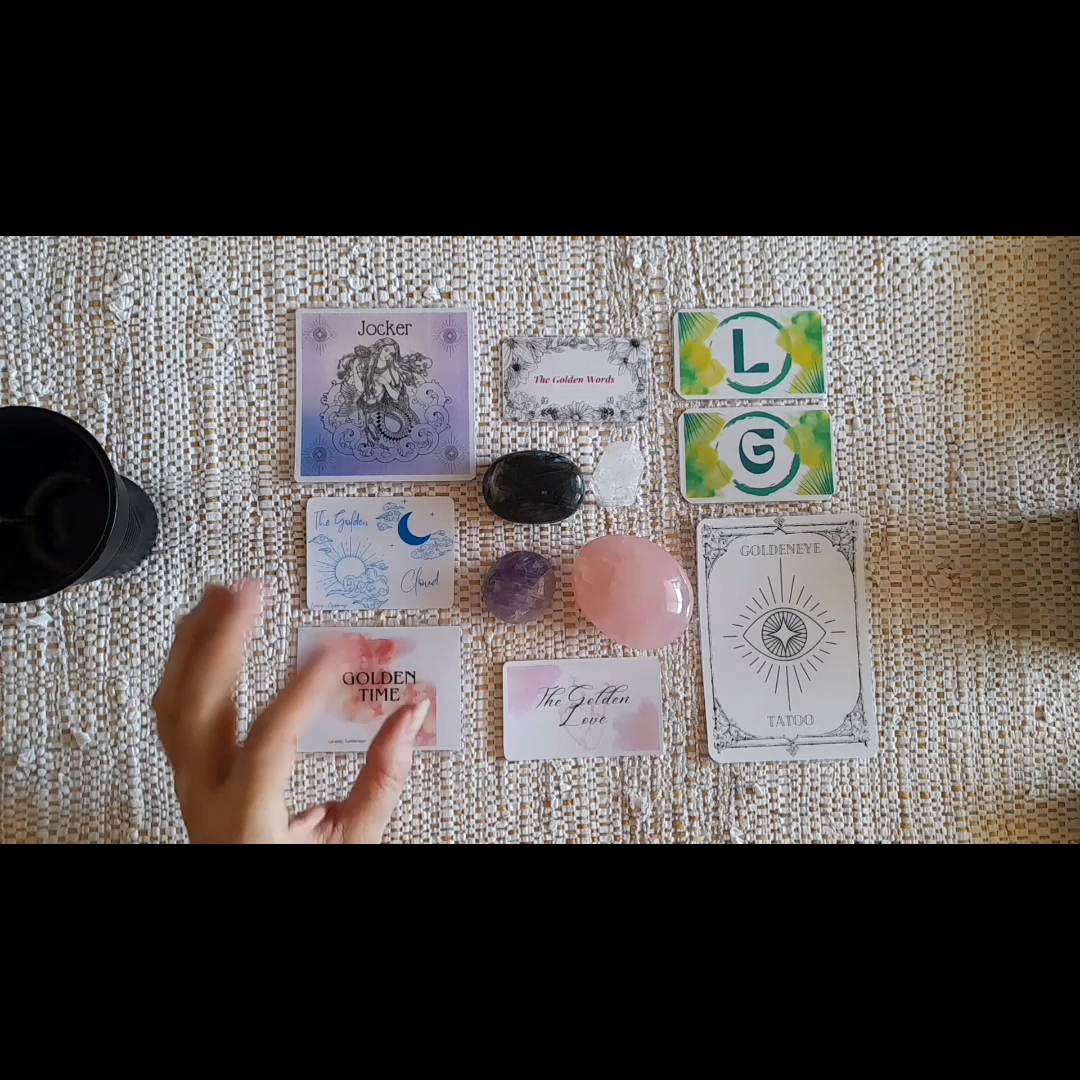 Jocker
The Golden Words
L
G
The Golden
Cloud
GOLDENEYE
TATOO
GOLDEN
TIME
The Golden
Love